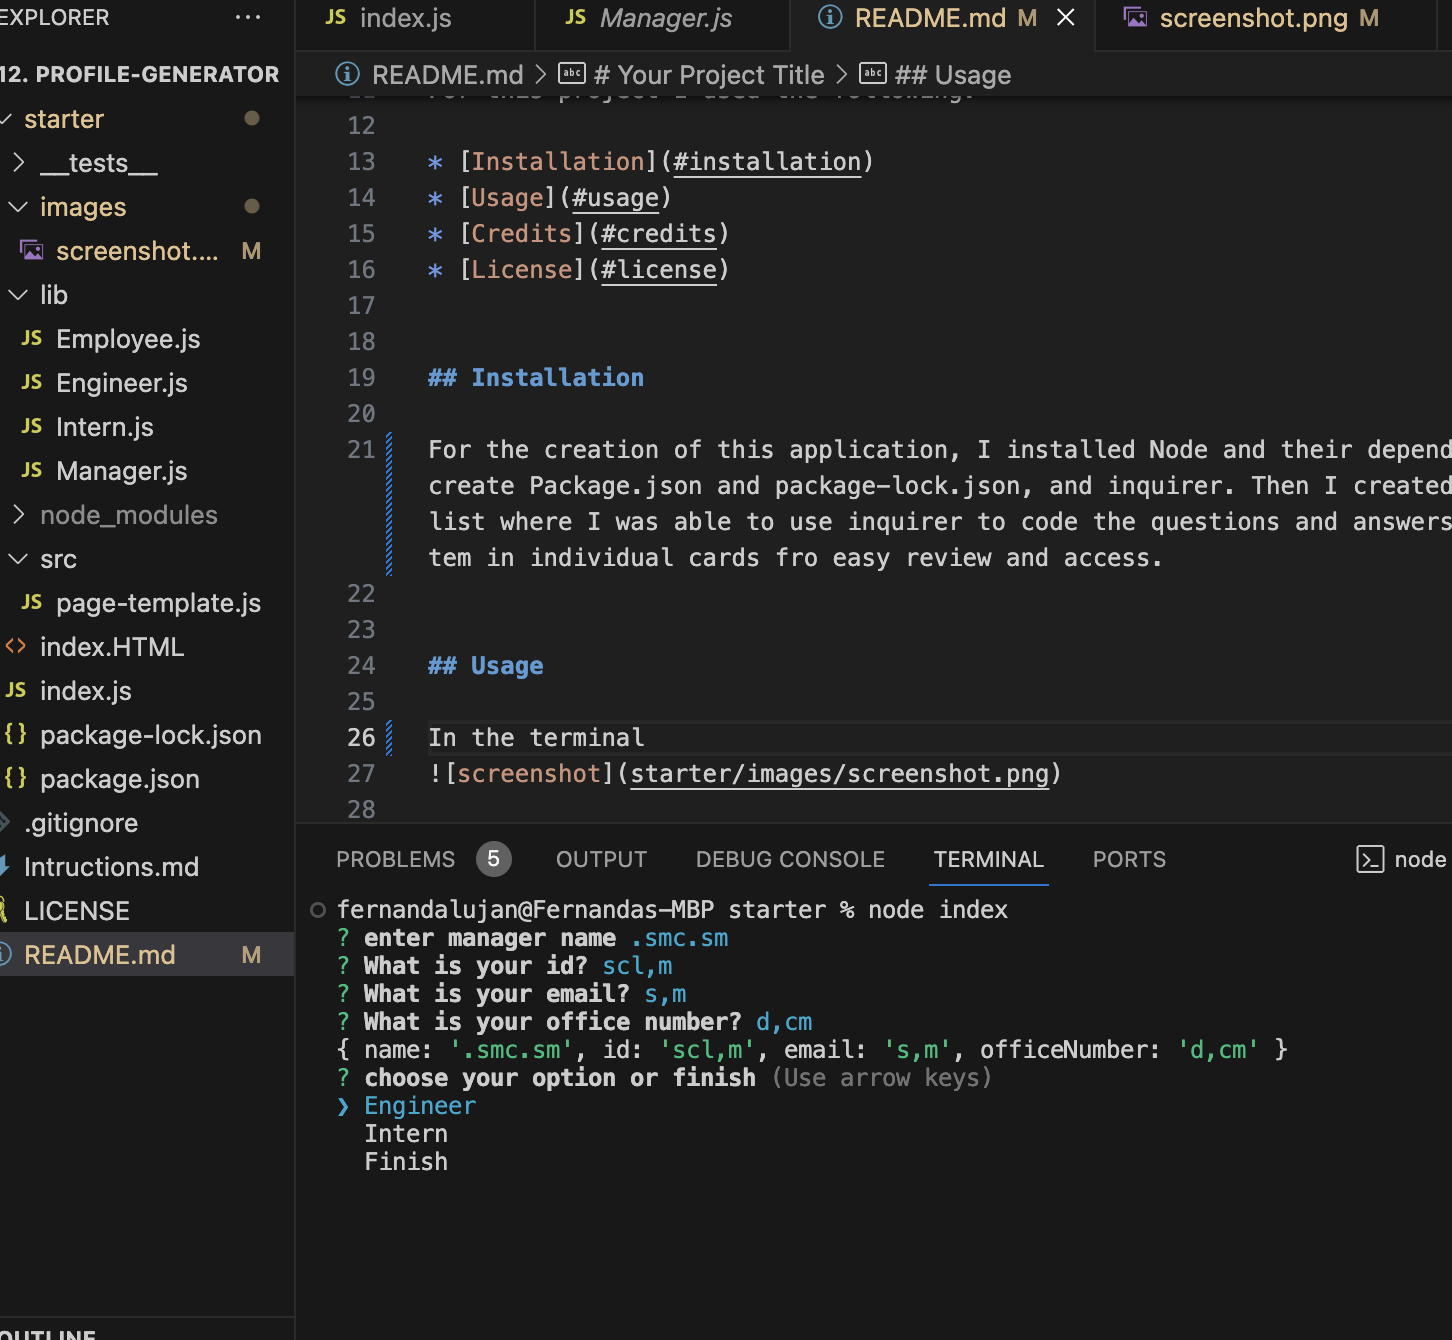 EXPLORER ···
12. PROFILE-GENERATOR
starter
__tests__
images
screenshot.... M
lib
JS Employee.js
JS Engineer.js
JS Intern.js
JS Manager.js
node_modules
src
JS page-template.js
<> index.HTML
JS index.js
{} package-lock.json
{} package.json
.gitignore
Intructions.md
LICENSE
README.md M
OUTLINE
JS index.js
JS Manager.js
README.md M
screenshot.png M
README.md > abc # Your Project Title > abc ## Usage
11 For this project I used the following:
12
13 * [Installation](#installation)
14 * [Usage](#usage)
15 * [Credits](#credits)
16 * [License](#license)
17
18
19 ## Installation
20
21 For the creation of this application, I installed Node and their depend
create Package.json and package-lock.json, and inquirer. Then I created
list where I was able to use inquirer to code the questions and answers
tem in individual cards fro easy review and access.
22
23
24 ## Usage
25
26 In the terminal
27 ![screenshot](starter/images/screenshot.png)
28
PROBLEMS 5 OUTPUT DEBUG CONSOLE TERMINAL PORTS node
fernandalujan@Fernandas-MBP starter % node index
? enter manager name .smc.sm
? What is your id? scl,m
? What is your email? s,m
? What is your office number? d,cm
{ name: '.smc.sm', id: 'scl,m', email: 's,m', officeNumber: 'd,cm' }
? choose your option or finish (Use arrow keys)
❯ Engineer
Intern
Finish